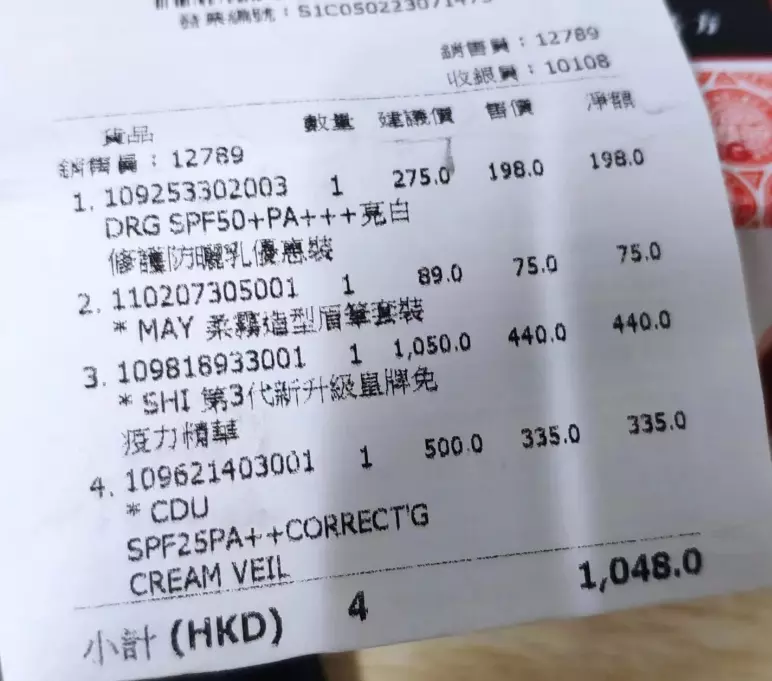 發票編號：S1C050223071475
銷售員：12789
收銀員：10108
貨品 數量 建議價 售價 淨額
銷售員：12789
1. 109253302003 1 275.0 198.0 198.0
DRG SPF50+PA+++亮白
修護防曬乳優惠裝
2. 110207305001 1 89.0 75.0 75.0
* MAY 柔霧造型眉筆套裝
3. 109818933001 1 1,050.0 440.0 440.0
* SHI 第3代新升級皇牌免
疫力精華
4. 109621403001 1 500.0 335.0 335.0
* CDU
SPF25PA++CORRECT'G
CREAM VEIL
小計 (HKD) 4 1,048.0